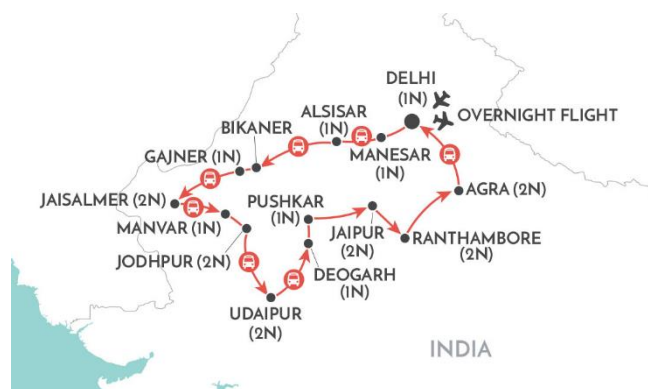 DELHI
(1N)
OVERNIGHT FLIGHT
ALSISAR
(1N)
BIKANER
MANESAR
(1N)
GAJNER (1N)
AGRA (2N)
JAISALMER (2N)
PUSHKAR
(1N)
MANVAR (1N)
JAIPUR
(2N)
RANTHAMBORE
(2N)
JODHPUR (2N)
DEOGARH
(1N)
UDAIPUR
(2N)
INDIA